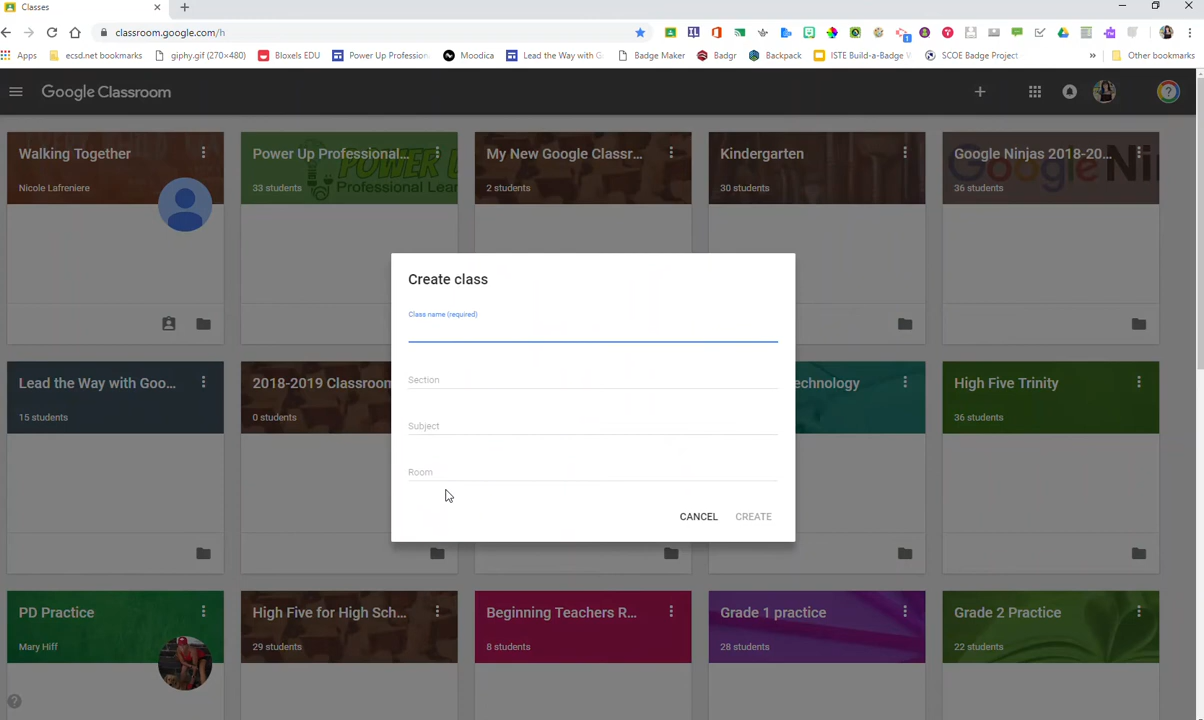 Classes
classroom.google.com/h
Apps ecsd.net bookmarks giphy.gif (270×480) Bloxels EDU Power Up Profession Moodica Lead the Way with G Badge Maker Badgr Backpack ISTE Build-a-Badge SCOE Badge Project » Other bookmarks
Google Classroom
Walking Together
Nicole Lafreniere
Power Up Professional...
33 students
My New Google Classr...
2 students
Kindergarten
30 students
Google Ninjas 2018-20...
36 students
Create class
Class name (required)
Section
Subject
Room
CANCEL CREATE
Lead the Way with Goo...
15 students
2018-2019 Classroom
0 students
echnology
High Five Trinity
36 students
PD Practice
Mary Hiff
High Five for High Sch...
29 students
Beginning Teachers R...
8 students
Grade 1 practice
28 students
Grade 2 Practice
22 students